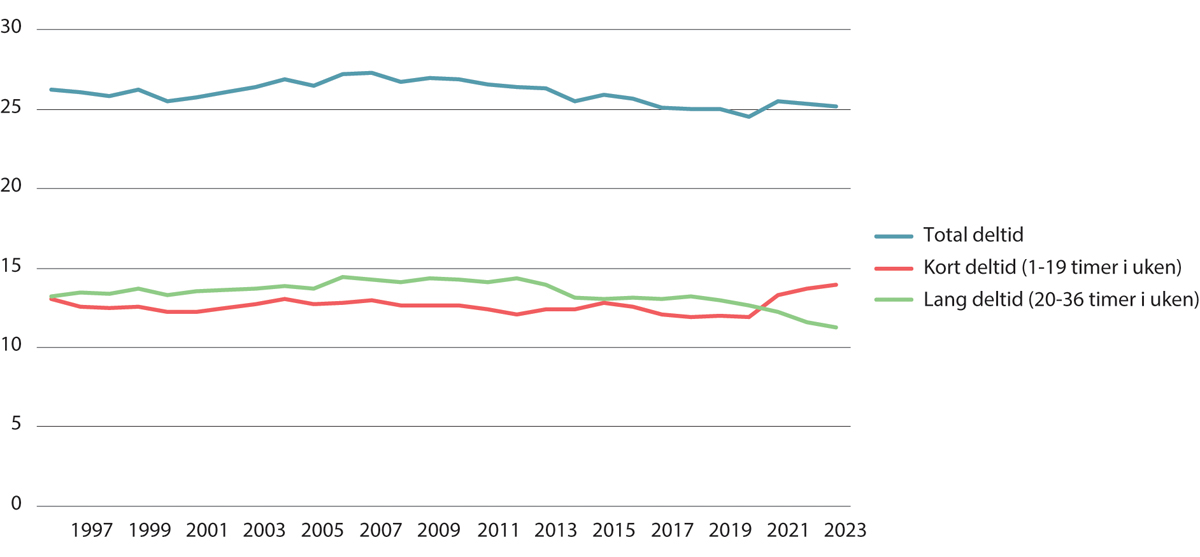 30
25
20
15
10
5
0
1997 1999 2001 2003 2005 2007 2009 2011 2013 2015 2017 2019 2021 2023
Total deltid
Kort deltid (1-19 timer i uken)
Lang deltid (20-36 timer i uken)